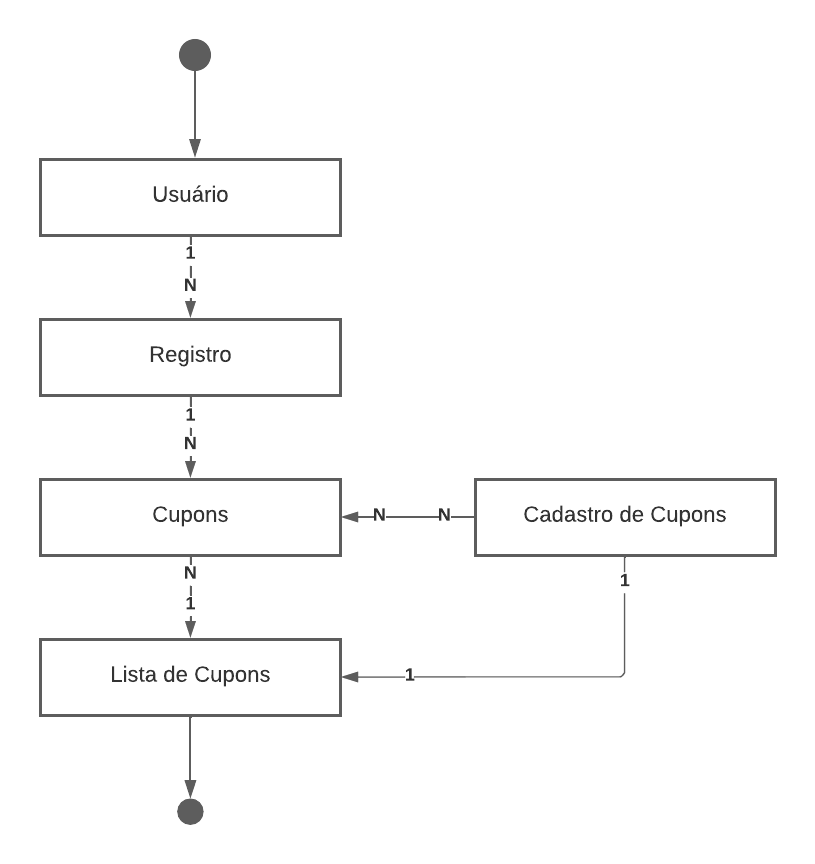 Usuário
1
N
Registro
1
N
Cupons
N
N
Cadastro de Cupons
N
1
1
Lista de Cupons
1